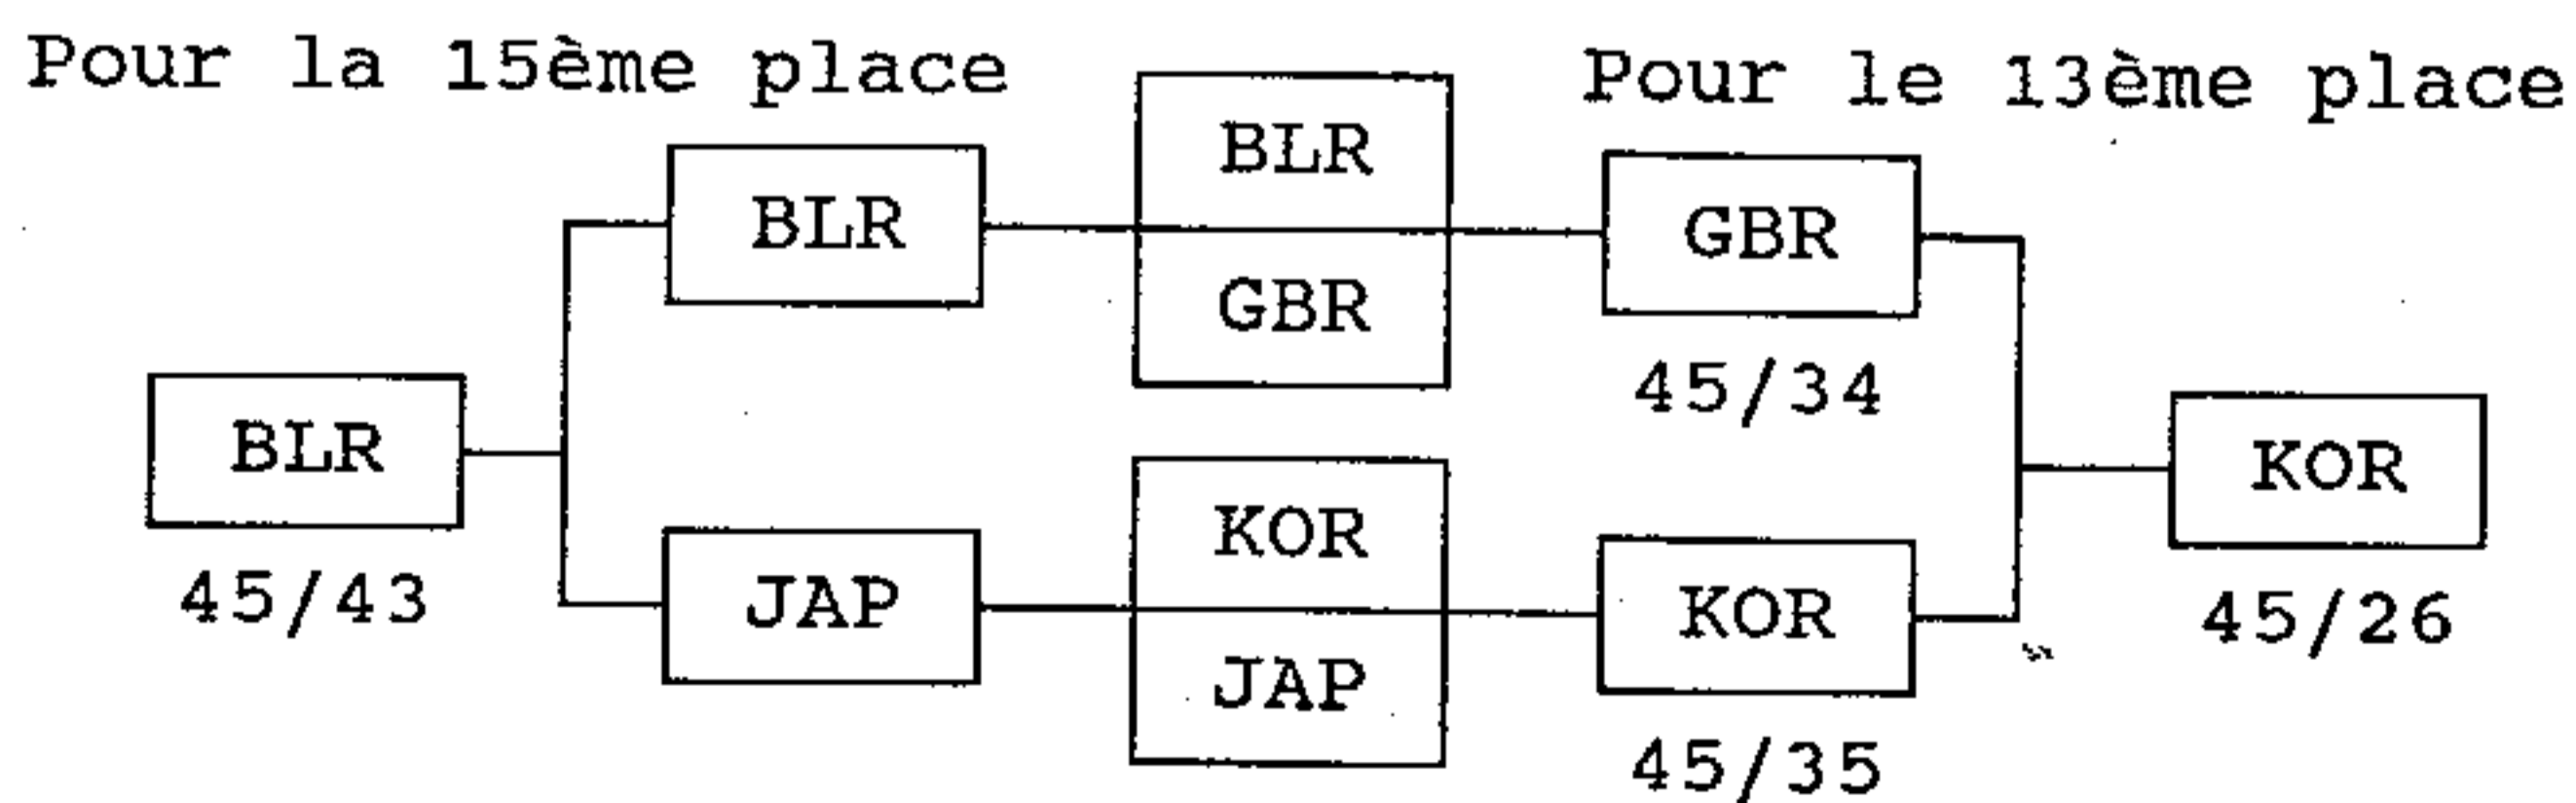 Pour la 15ème place
Pour le 13ème place
BLR
45/43
BLR
JAP
BLR
GBR
KOR
JAP
GBR
45/34
KOR
45/35
KOR
45/26